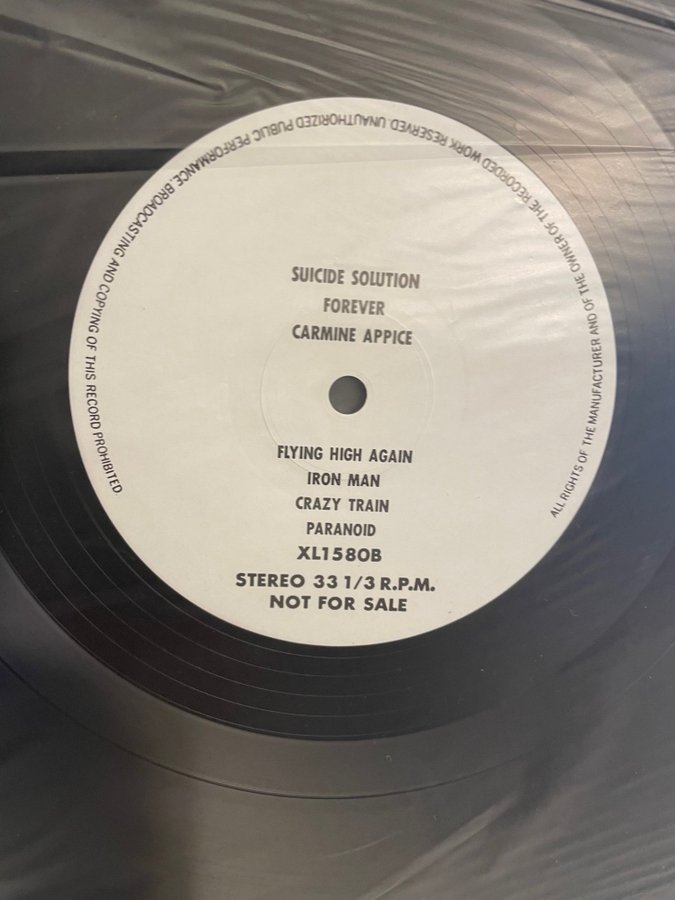 SUICIDE SOLUTION
FOREVER
CARMINE APPICE
FLYING HIGH AGAIN
IRON MAN
CRAZY TRAIN
PARANOID
XL1580B
STEREO 33 1/3 R.P.M.
NOT FOR SALE
ALL RIGHTS OF THE MANUFACTURER AND OF THE OWNER OF THE RECORDED WORK RESERVED. UNAUTHORIZED PUBLIC PERFORMANCE, BROADCASTING AND COPYING OF THIS RECORD PROHIBITED.